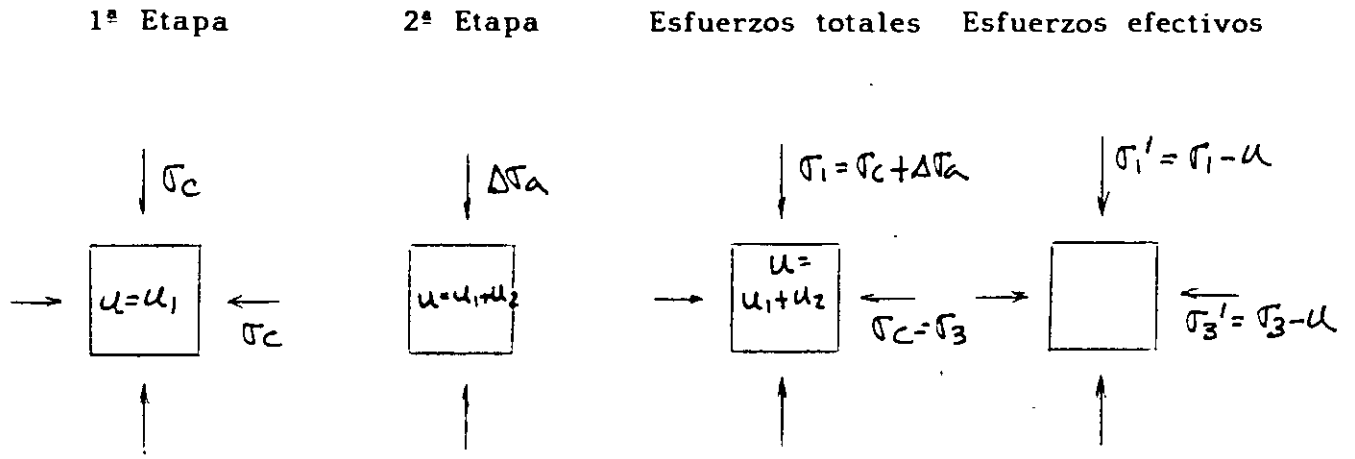 1ª Etapa 2ª Etapa Esfuerzos totales Esfuerzos efectivos
σc Δσa σ1 = σc + Δσa σ1' = σ1 - u
u = u1 u = u1 + u2 u =
u1 + u2
σc σc = σ3 σ3' = σ3 - u